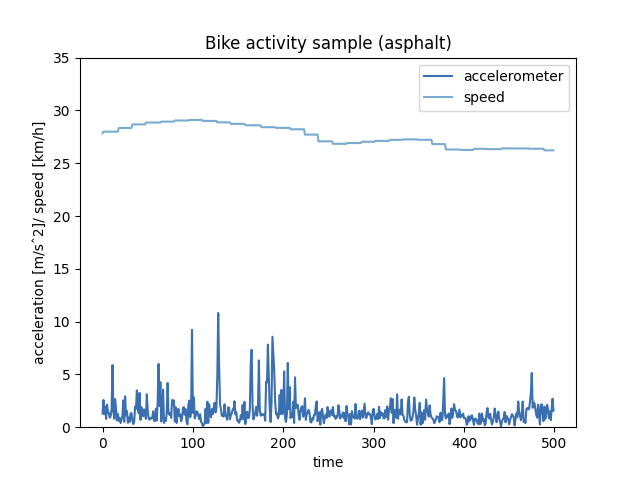 Bike activity sample (asphalt)
accelerometer
speed
acceleration [m/sˆ2]/ speed [km/h]
35
30
25
20
15
10
5
0
0 100 200 300 400 500
time